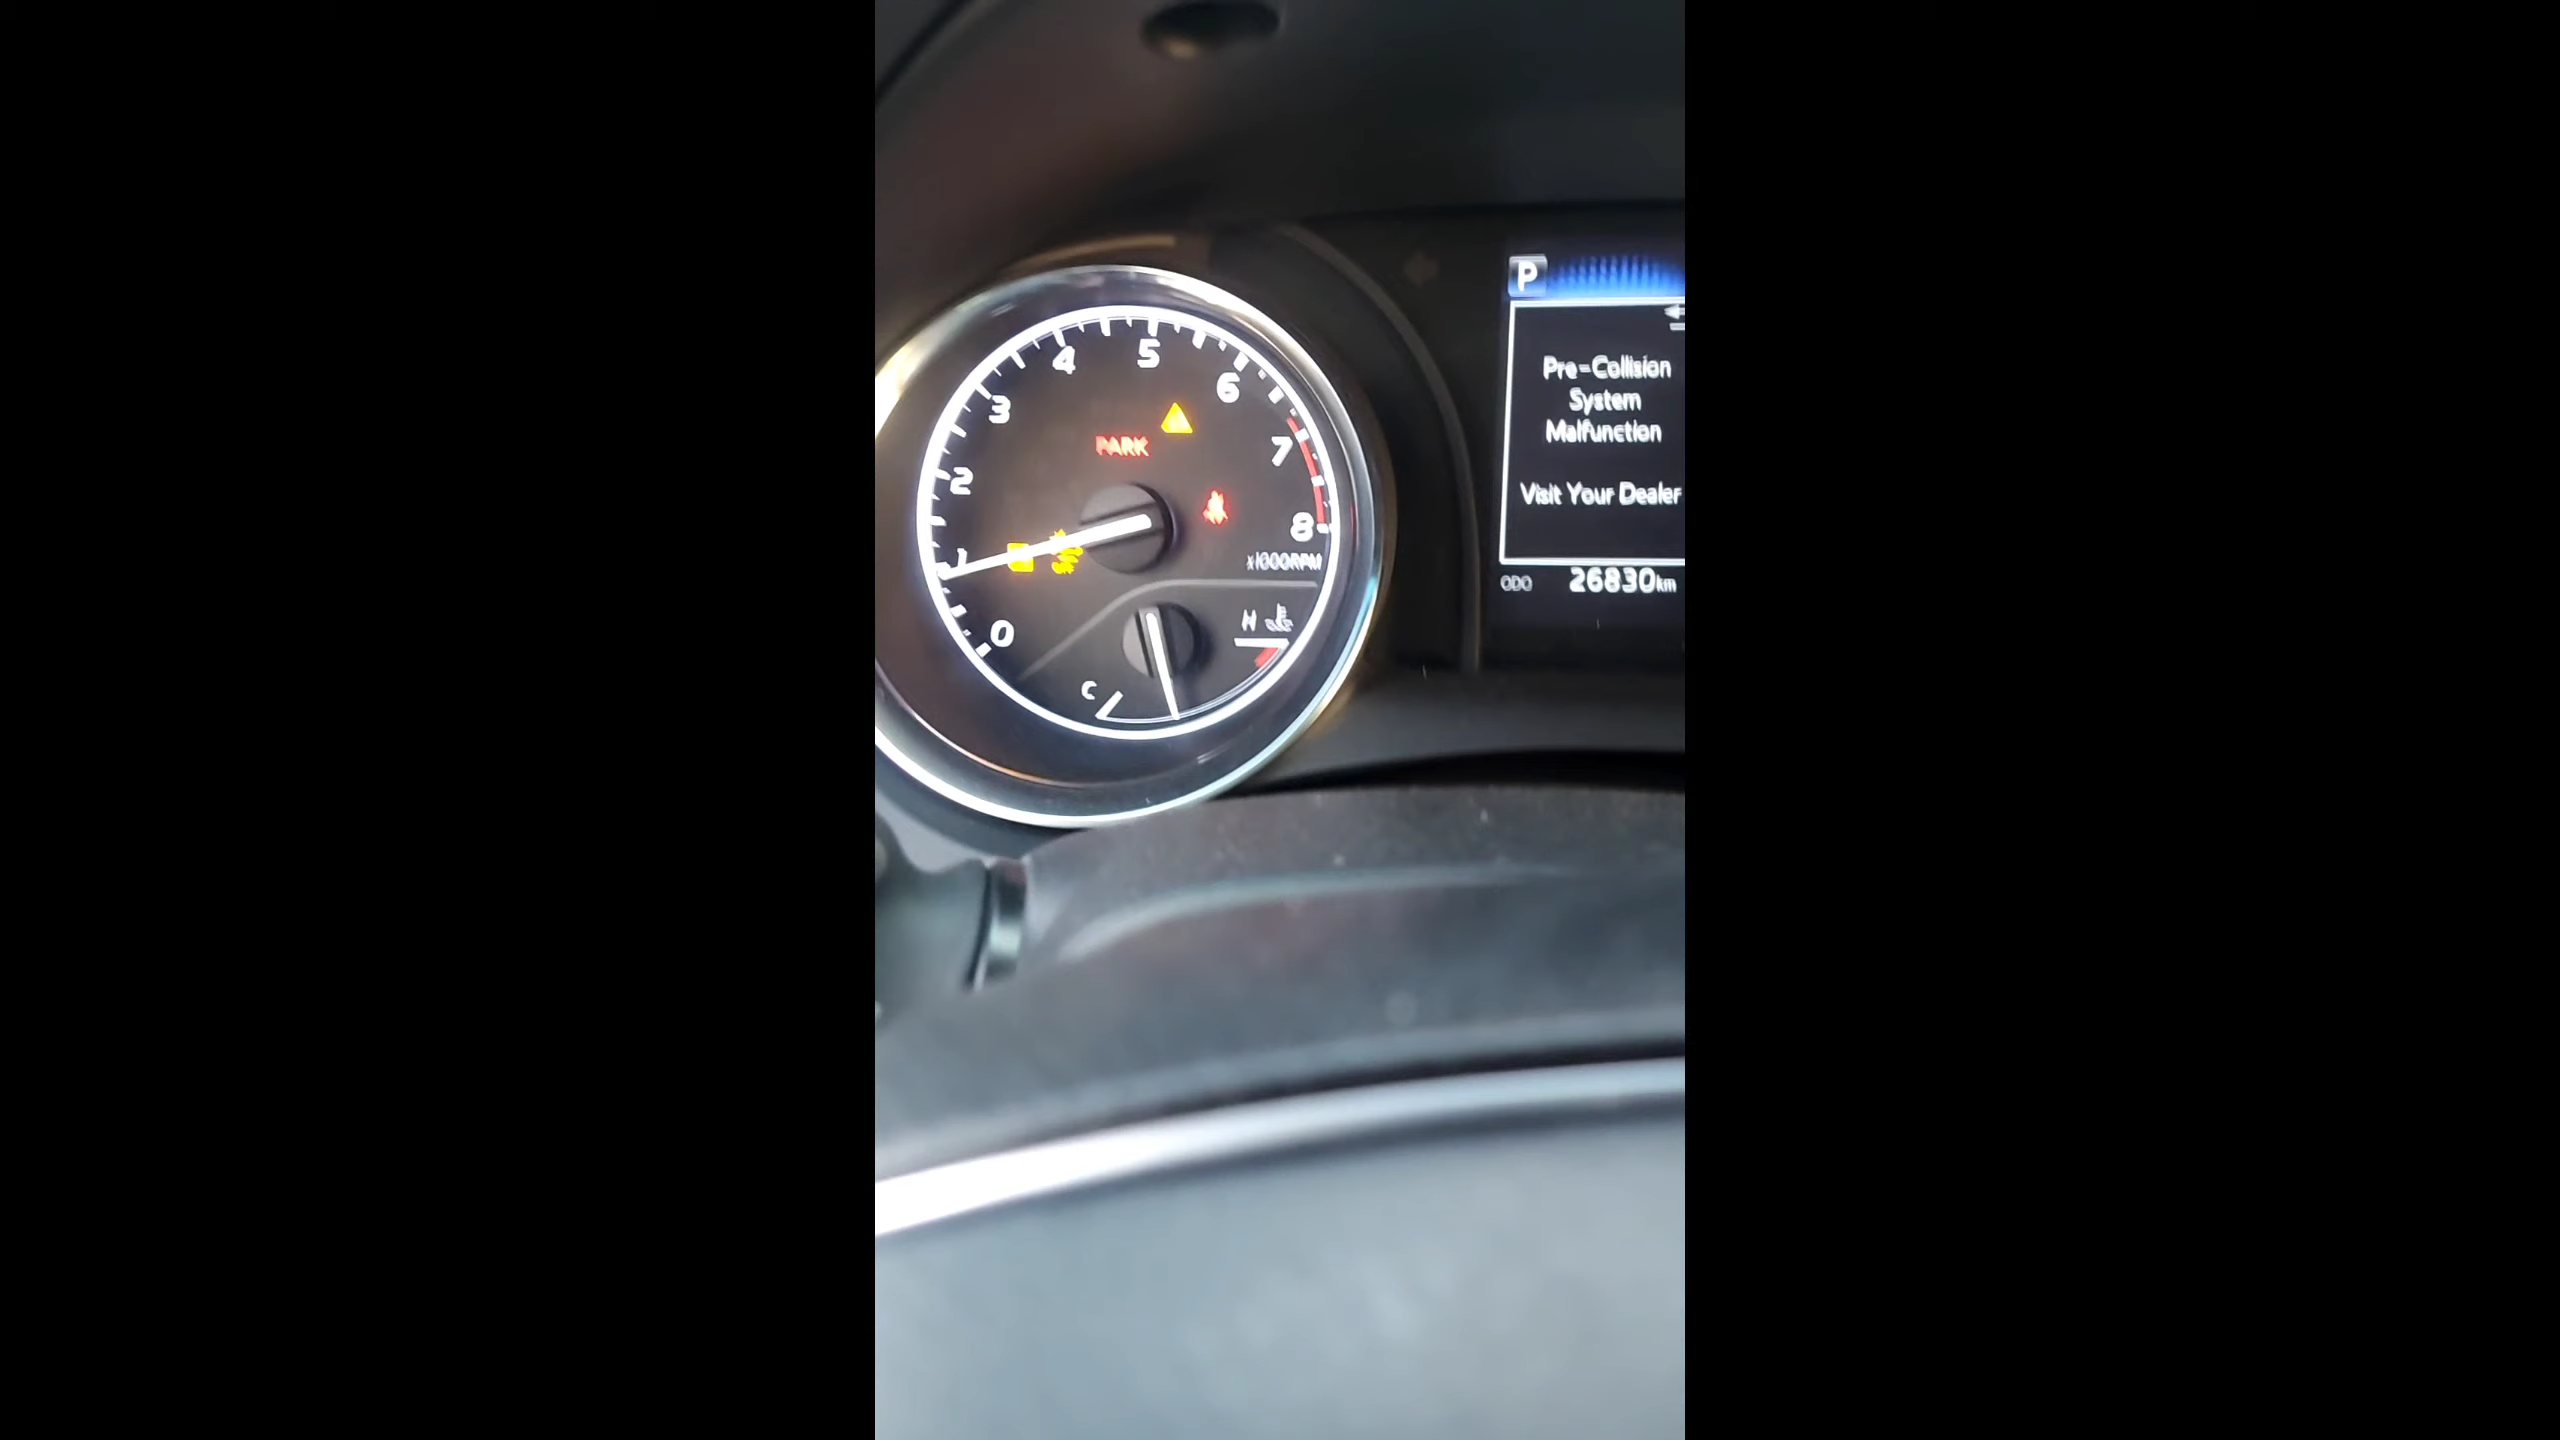 0
1
2
3
4
5
6
7
8
PARK
x1000RPM
C
H
P
Pre-Collision
System
Malfunction
Visit Your Dealer
ODO 26830km